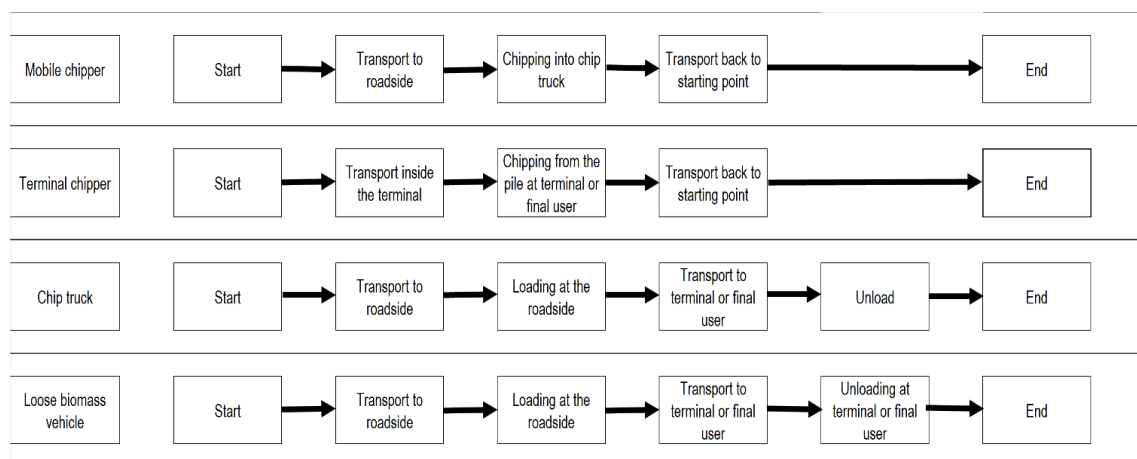 Mobile chipper
Start
Transport to
roadside
Chipping into chip
truck
Transport back to
starting point
End
Terminal chipper
Start
Transport inside
the terminal
Chipping from the
pile at terminal or
final user
Transport back to
starting point
End
Chip truck
Start
Transport to
roadside
Loading at the
roadside
Transport to
terminal or final
user
Unload
End
Loose biomass
vehicle
Start
Transport to
roadside
Loading at the
roadside
Transport to
terminal or final
user
Unloading at
terminal or final
user
End